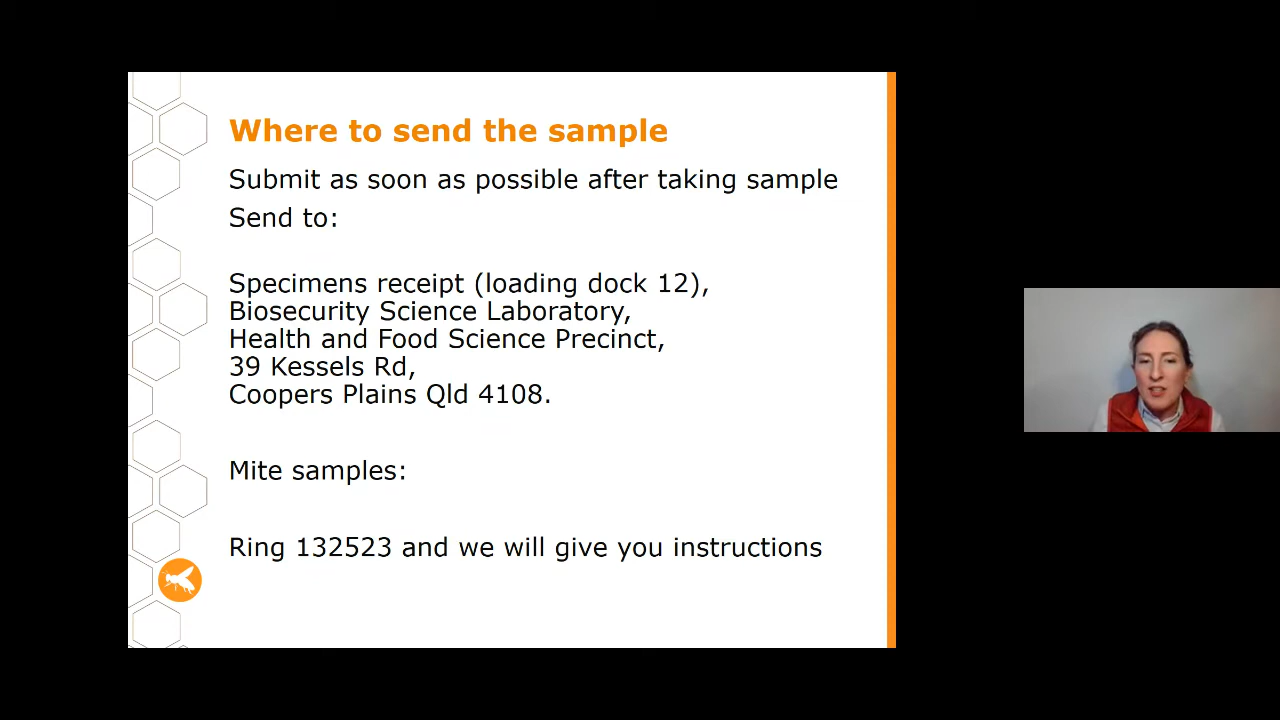 Where to send the sample
Submit as soon as possible after taking sample
Send to:
Specimens receipt (loading dock 12),
Biosecurity Science Laboratory,
Health and Food Science Precinct,
39 Kessels Rd,
Coopers Plains Qld 4108.
Mite samples:
Ring 132523 and we will give you instructions